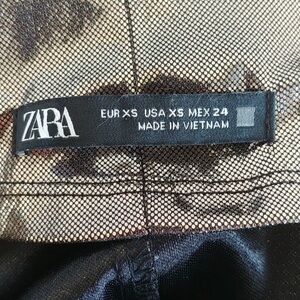 ZARA
EUR XS USA XS MEX 24
MADE IN VIETNAM